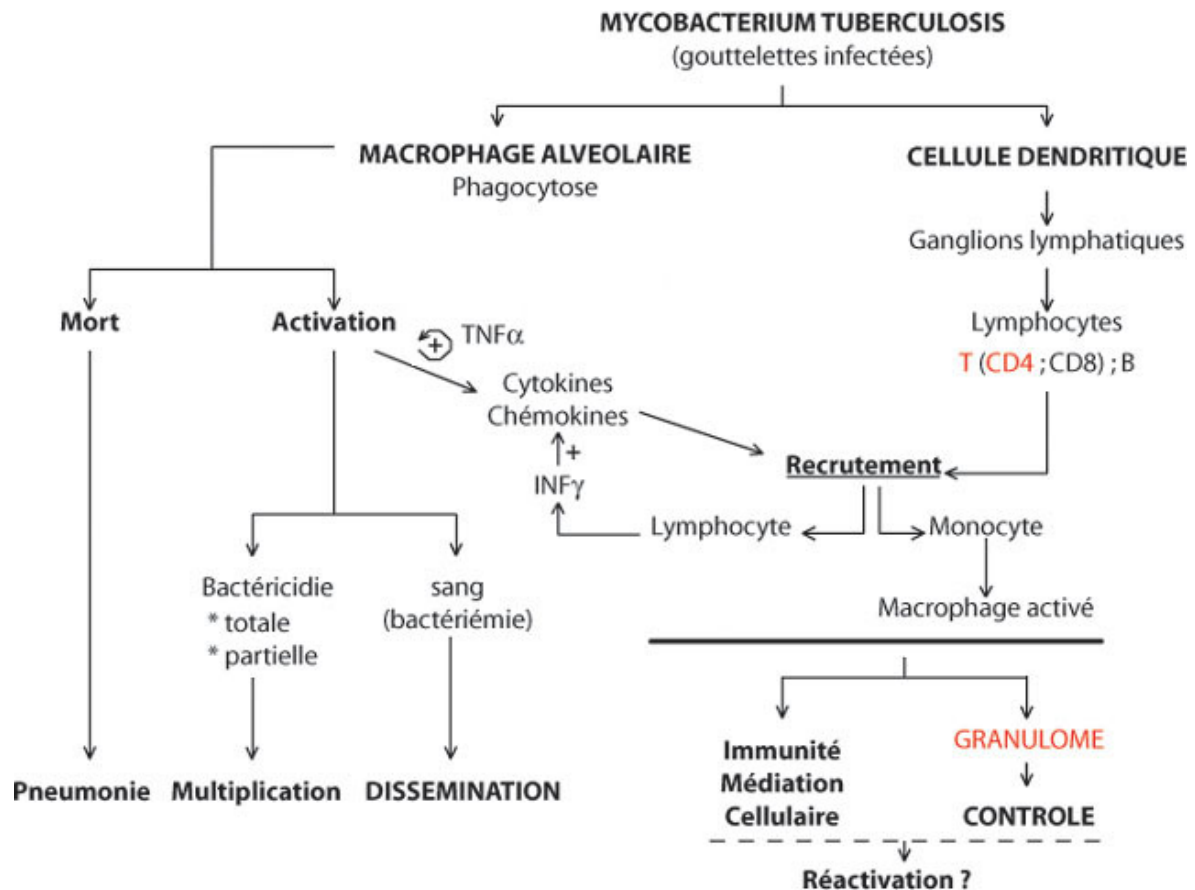 MYCOBACTERIUM TUBERCULOSIS
(gouttelettes infectées)
MACROPHAGE ALVEOLAIRE
Phagocytose
CELLULE DENDRITIQUE
Ganglions lymphatiques
Lymphocytes
T (CD4 ; CD8) ; B
Mort
Activation
+
TNFα
Cytokines
Chémokines
+
INFγ
Recrutement
Lymphocyte
Monocyte
Macrophage activé
Bactéricidie
* totale
* partielle
sang
(bactériémie)
Pneumonie
Multiplication
DISSEMINATION
Immunité
Médiation
Cellulaire
GRANULOME
CONTROLE
Réactivation ?